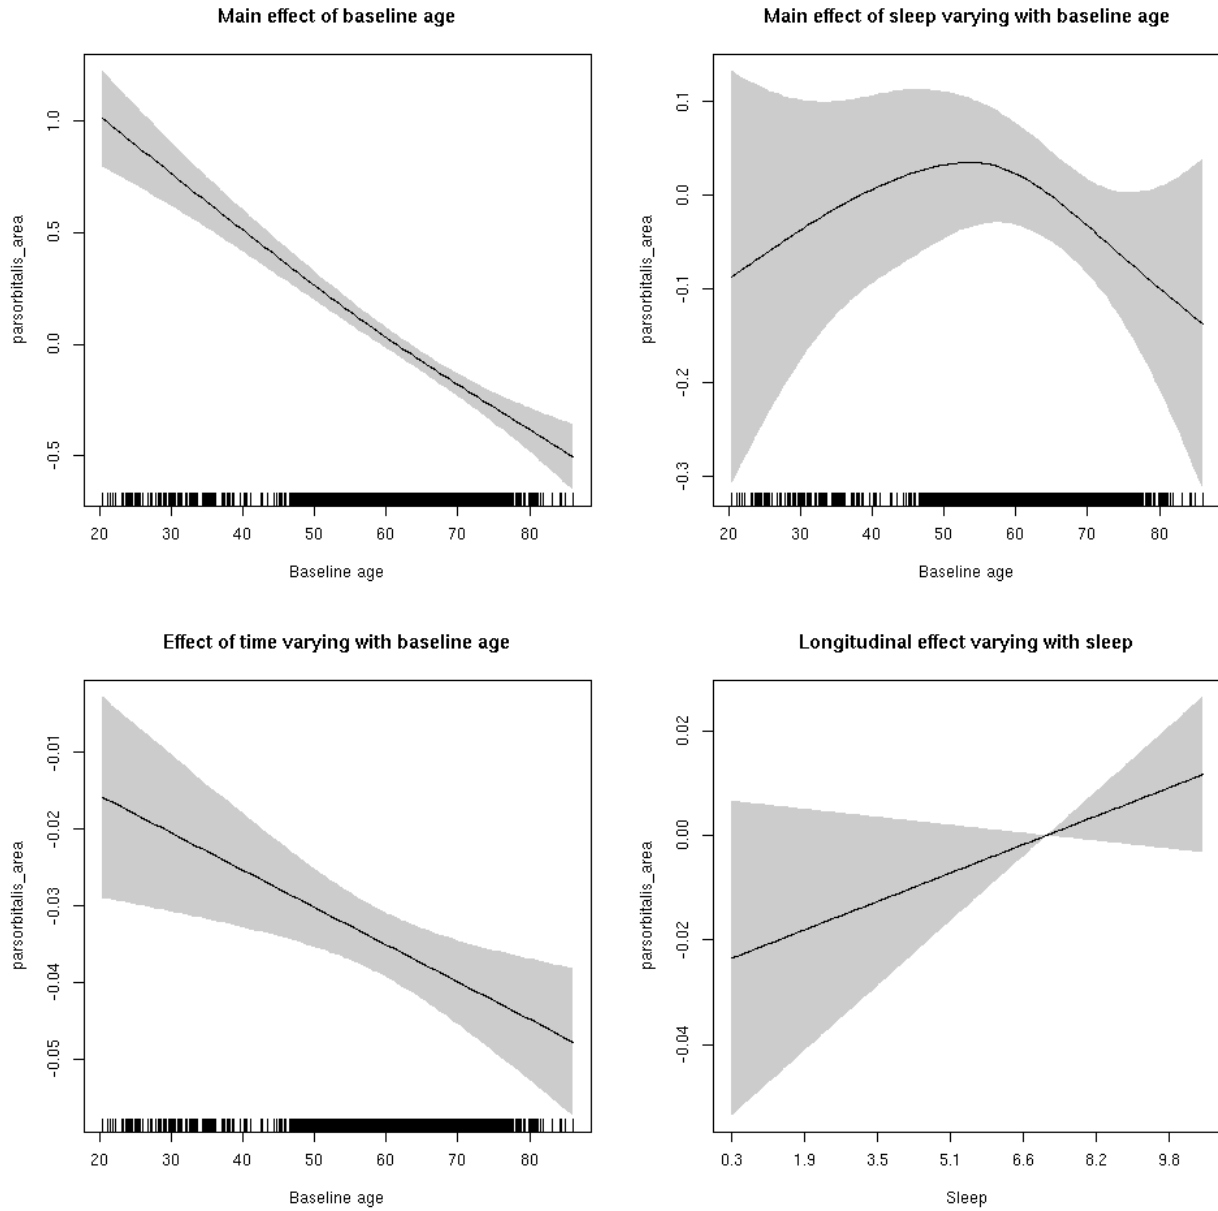 Main effect of baseline age
parsorbitalis_area
1.0
0.5
0.0
-0.5
20 30 40 50 60 70 80
Baseline age
Main effect of sleep varying with baseline age
parsorbitalis_area
0.1
0.0
-0.1
-0.2
-0.3
20 30 40 50 60 70 80
Baseline age
Effect of time varying with baseline age
parsorbitalis_area
-0.01
-0.02
-0.03
-0.04
-0.05
20 30 40 50 60 70 80
Baseline age
Longitudinal effect varying with sleep
parsorbitalis_area
0.02
0.00
-0.02
-0.04
0.3 1.9 3.5 5.1 6.6 8.2 9.8
Sleep